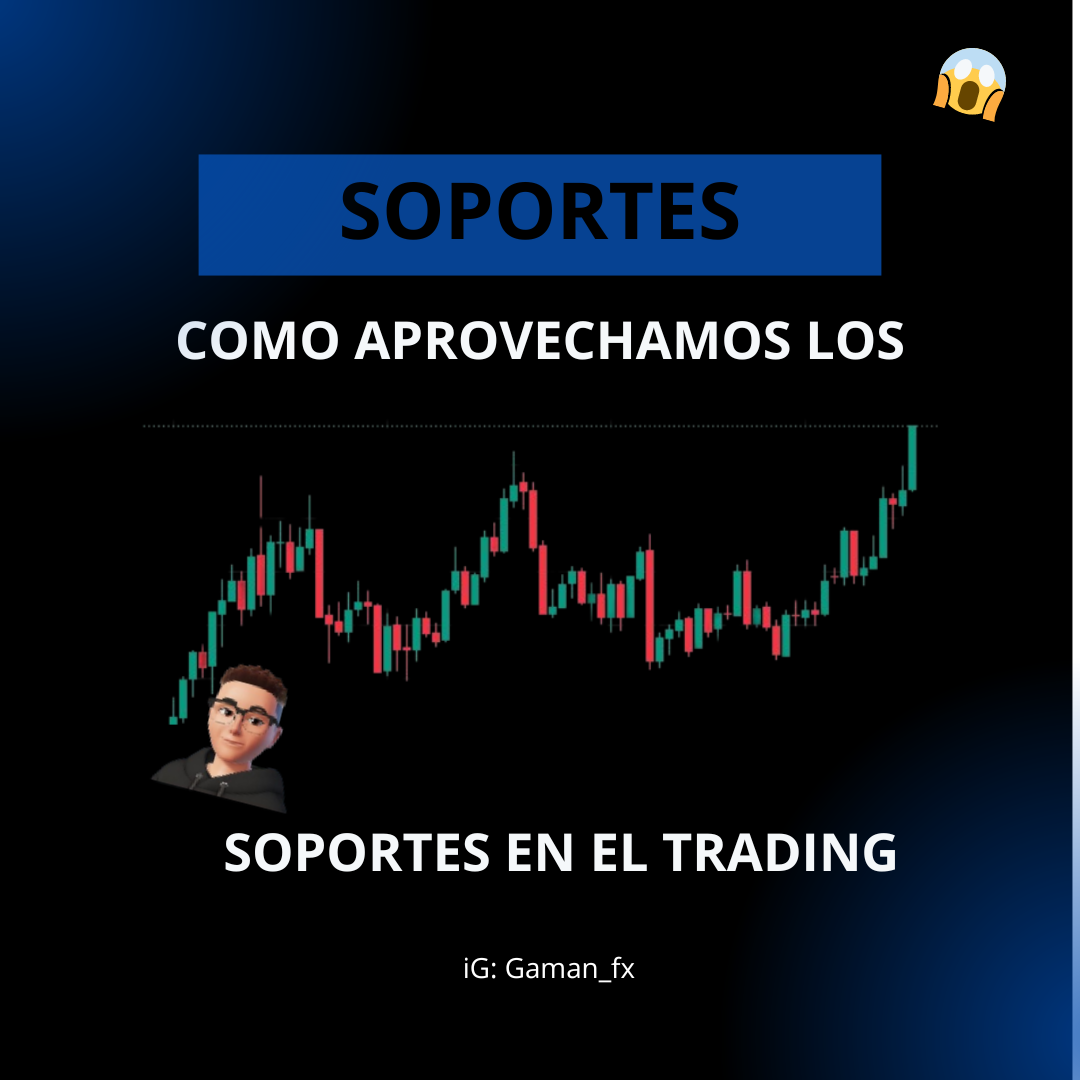 SOPORTES
COMO APROVECHAMOS LOS
SOPORTES EN EL TRADING
iG: Gaman_fx